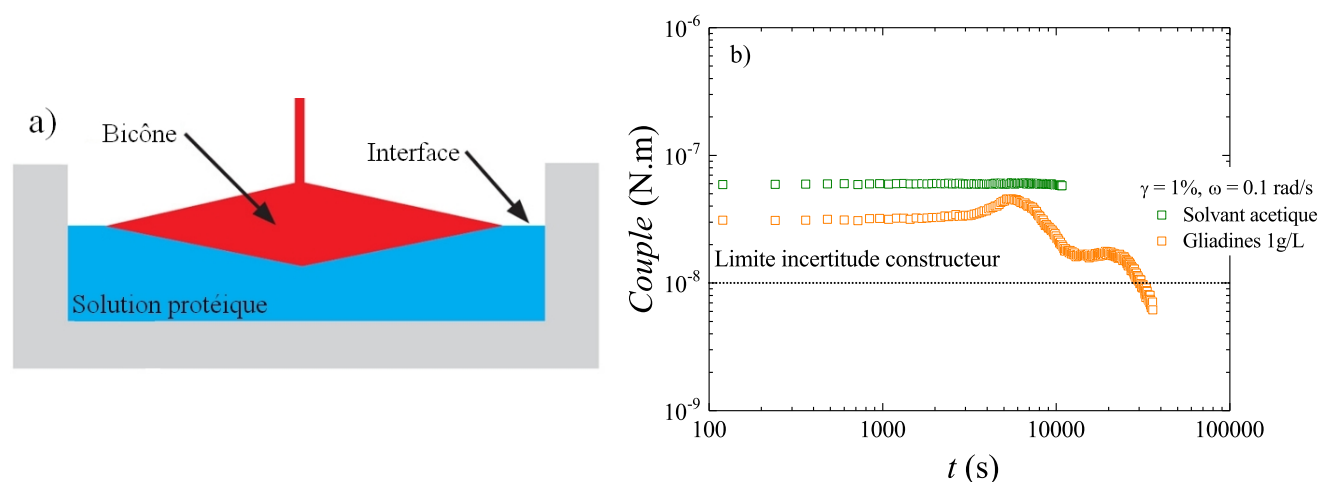 a)
Bicône
Interface
Solution protéique
b)
Couple (N.m)
10⁻⁶
10⁻⁷
10⁻⁸
10⁻⁹
γ = 1%, ω = 0.1 rad/s
Solvant acetique
Gliadines 1g/L
Limite incertitude constructeur
100
1000
10000
100000
t (s)